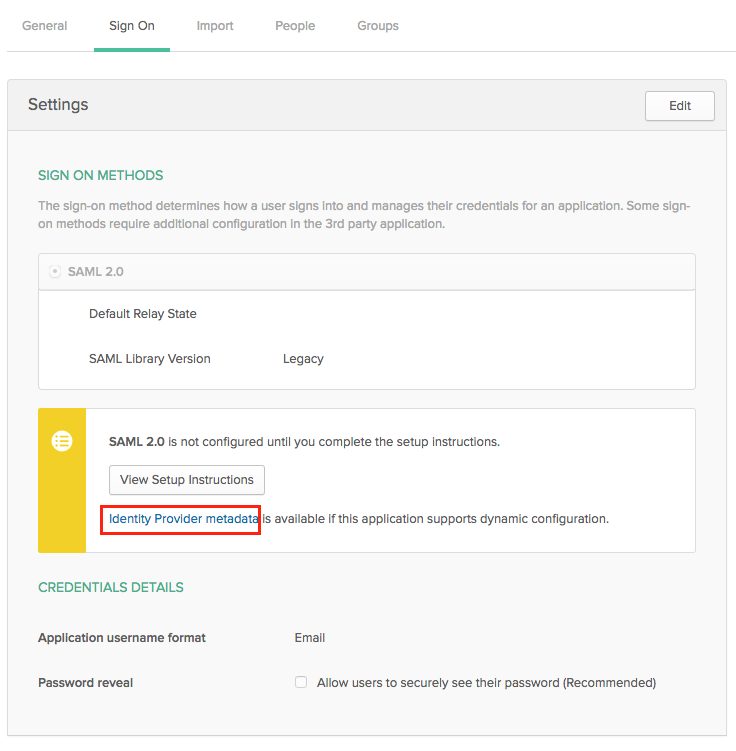 General Sign On Import People Groups
Settings
Edit
SIGN ON METHODS
The sign-on method determines how a user signs into and manages their credentials for an application. Some sign-
on methods require additional configuration in the 3rd party application.
SAML 2.0
Default Relay State
SAML Library Version Legacy
SAML 2.0 is not configured until you complete the setup instructions.
View Setup Instructions
Identity Provider metadata is available if this application supports dynamic configuration.
CREDENTIALS DETAILS
Application username format Email
Password reveal Allow users to securely see their password (Recommended)